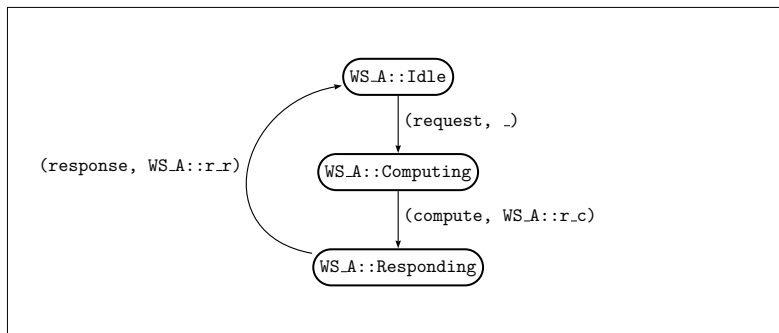 WS_A::Idle
(request, _)
(response, WS_A::r_r)
WS_A::Computing
(compute, WS_A::r_c)
WS_A::Responding